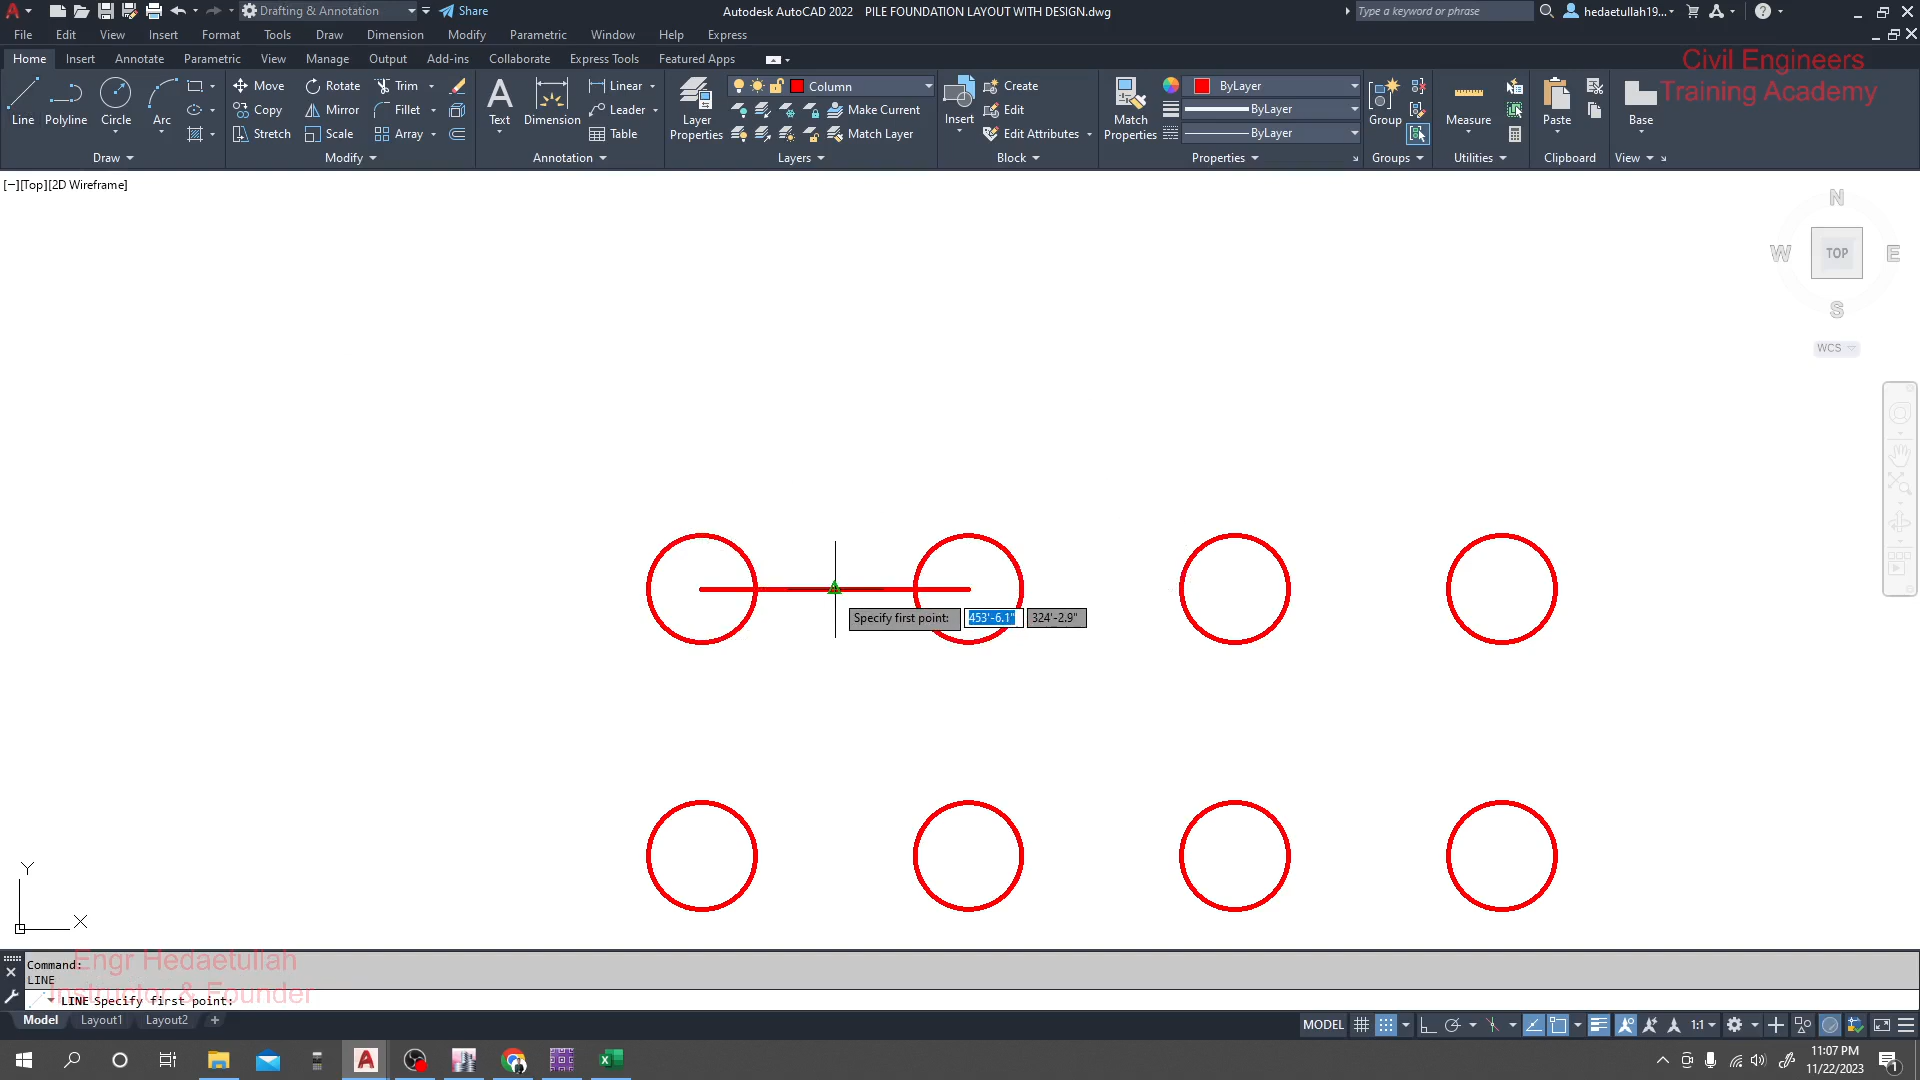 Drafting & Annotation
Share
Autodesk AutoCAD 2022
PILE FOUNDATION LAYOUT WITH DESIGN.dwg
Type a keyword or phrase
hedaetullah19...
File
Edit
View
Insert
Format
Tools
Draw
Dimension
Modify
Parametric
Window
Help
Express
Home
Insert
Annotate
Parametric
View
Manage
Output
Add-ins
Collaborate
Express Tools
Featured Apps
Civil Engineers
Training Academy
Line
Polyline
Circle
Arc
Draw
Move
Rotate
Trim
Copy
Mirror
Fillet
Stretch
Scale
Array
Modify
Text
Dimension
Linear
Leader
Table
Annotation
Layer
Properties
Column
Make Current
Match Layer
Layers
Insert
Create
Edit
Edit Attributes
Block
Match
Properties
ByLayer
ByLayer
ByLayer
Properties
Group
Groups
Measure
Utilities
Paste
Clipboard
Base
View
[−][Top][2D Wireframe]
N
W
TOP
E
S
WCS
Specify first point:
453'-6.1"
324'-2.9"
Y
X
Command:
LINE
LINE Specify first point:
Engr Hedaetullah
Instructor & Founder
Model
Layout1
Layout2
MODEL
1:1
11:07 PM
11/22/2023
1